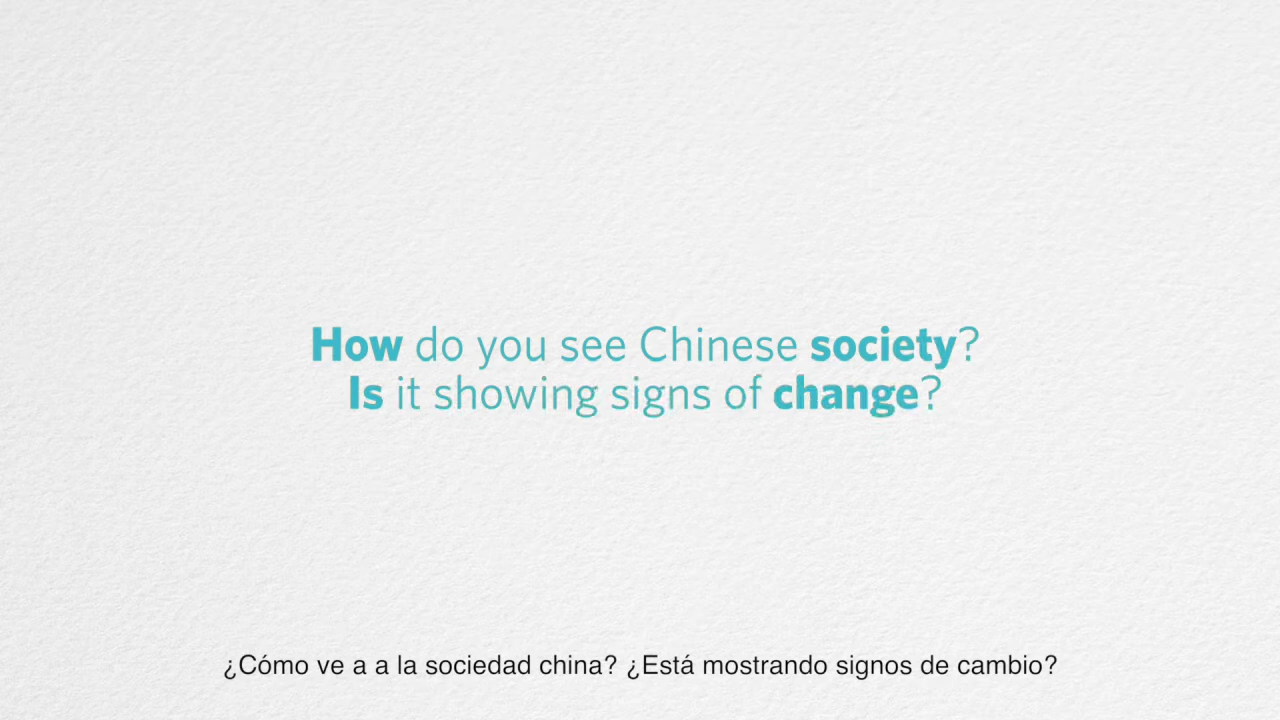 How do you see Chinese society?
Is it showing signs of change?
¿Cómo ve a a la sociedad china? ¿Está mostrando signos de cambio?